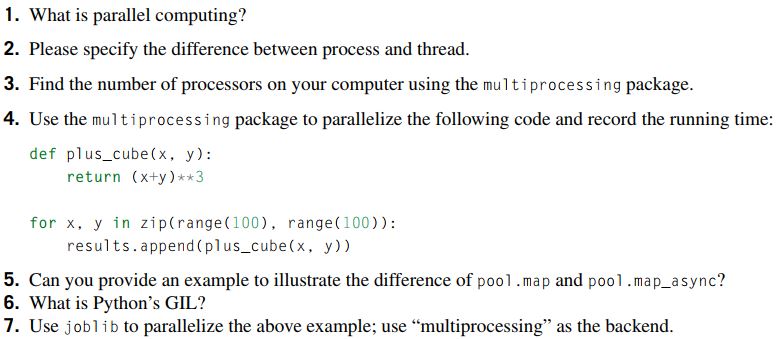 1. What is parallel computing?
2. Please specify the difference between process and thread.
3. Find the number of processors on your computer using the multiprocessing package.
4. Use the multiprocessing package to parallelize the following code and record the running time:
def plus_cube(x, y):
    return (x+y)**3
for x, y in zip(range(100), range(100)):
    results.append(plus_cube(x, y))
5. Can you provide an example to illustrate the difference of pool.map and pool.map_async?
6. What is Python’s GIL?
7. Use joblib to parallelize the above example; use “multiprocessing” as the backend.